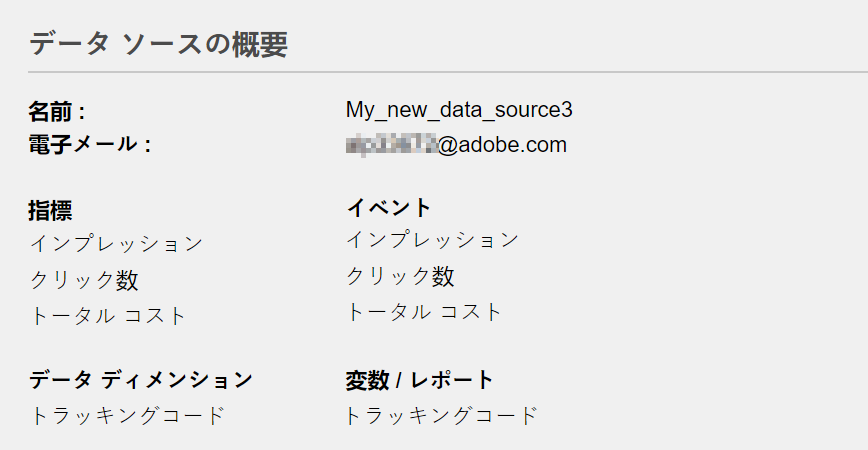 データ ソースの概要
名前 : My_new_data_source3
電子メール : @adobe.com
指標 イベント
インプレッション インプレッション
クリック数 クリック数
トータル コスト トータル コスト
データ ディメンション 変数 / レポート
トラッキングコード トラッキングコード